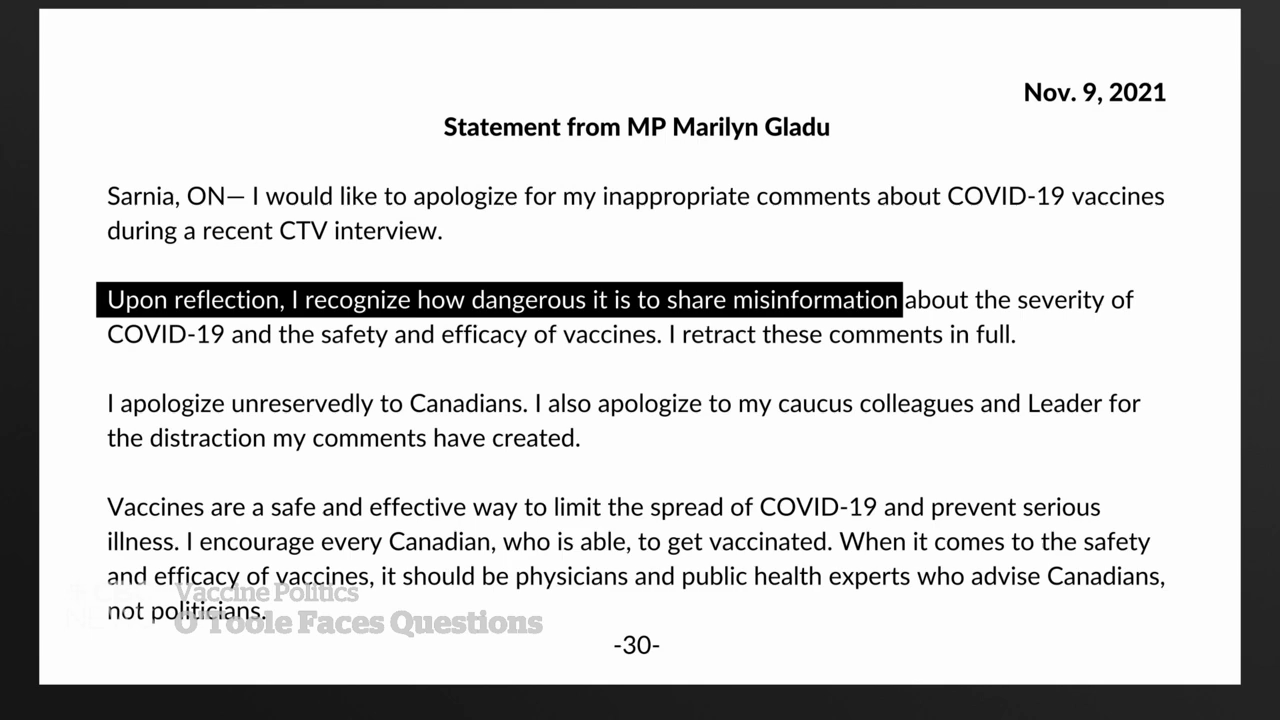 Nov. 9, 2021
Statement from MP Marilyn Gladu
Sarnia, ON— I would like to apologize for my inappropriate comments about COVID-19 vaccines
during a recent CTV interview.
Upon reflection, I recognize how dangerous it is to share misinformation about the severity of
COVID-19 and the safety and efficacy of vaccines. I retract these comments in full.
I apologize unreservedly to Canadians. I also apologize to my caucus colleagues and Leader for
the distraction my comments have created.
Vaccines are a safe and effective way to limit the spread of COVID-19 and prevent serious
illness. I encourage every Canadian, who is able, to get vaccinated. When it comes to the safety
and efficacy of vaccines, it should be physicians and public health experts who advise Canadians,
not politicians.
Vaccine Politics
O'Toole Faces Questions
-30-